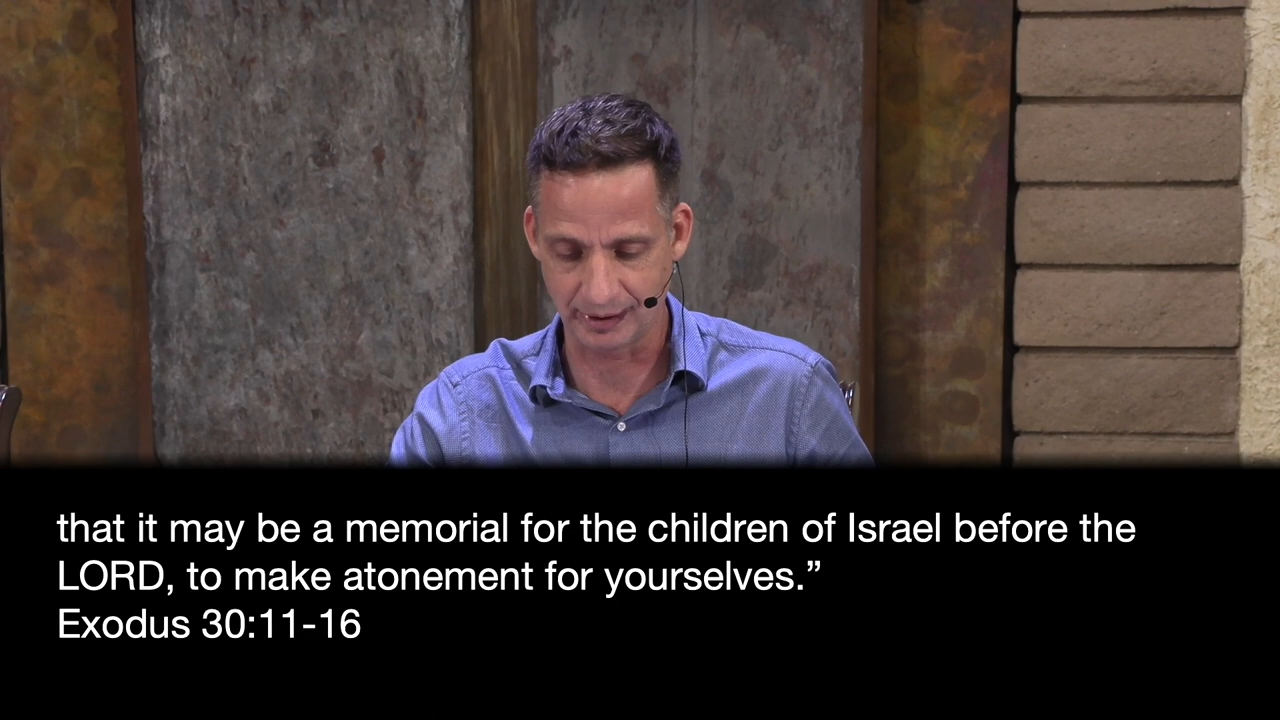 that it may be a memorial for the children of Israel before the
LORD, to make atonement for yourselves.”
Exodus 30:11-16